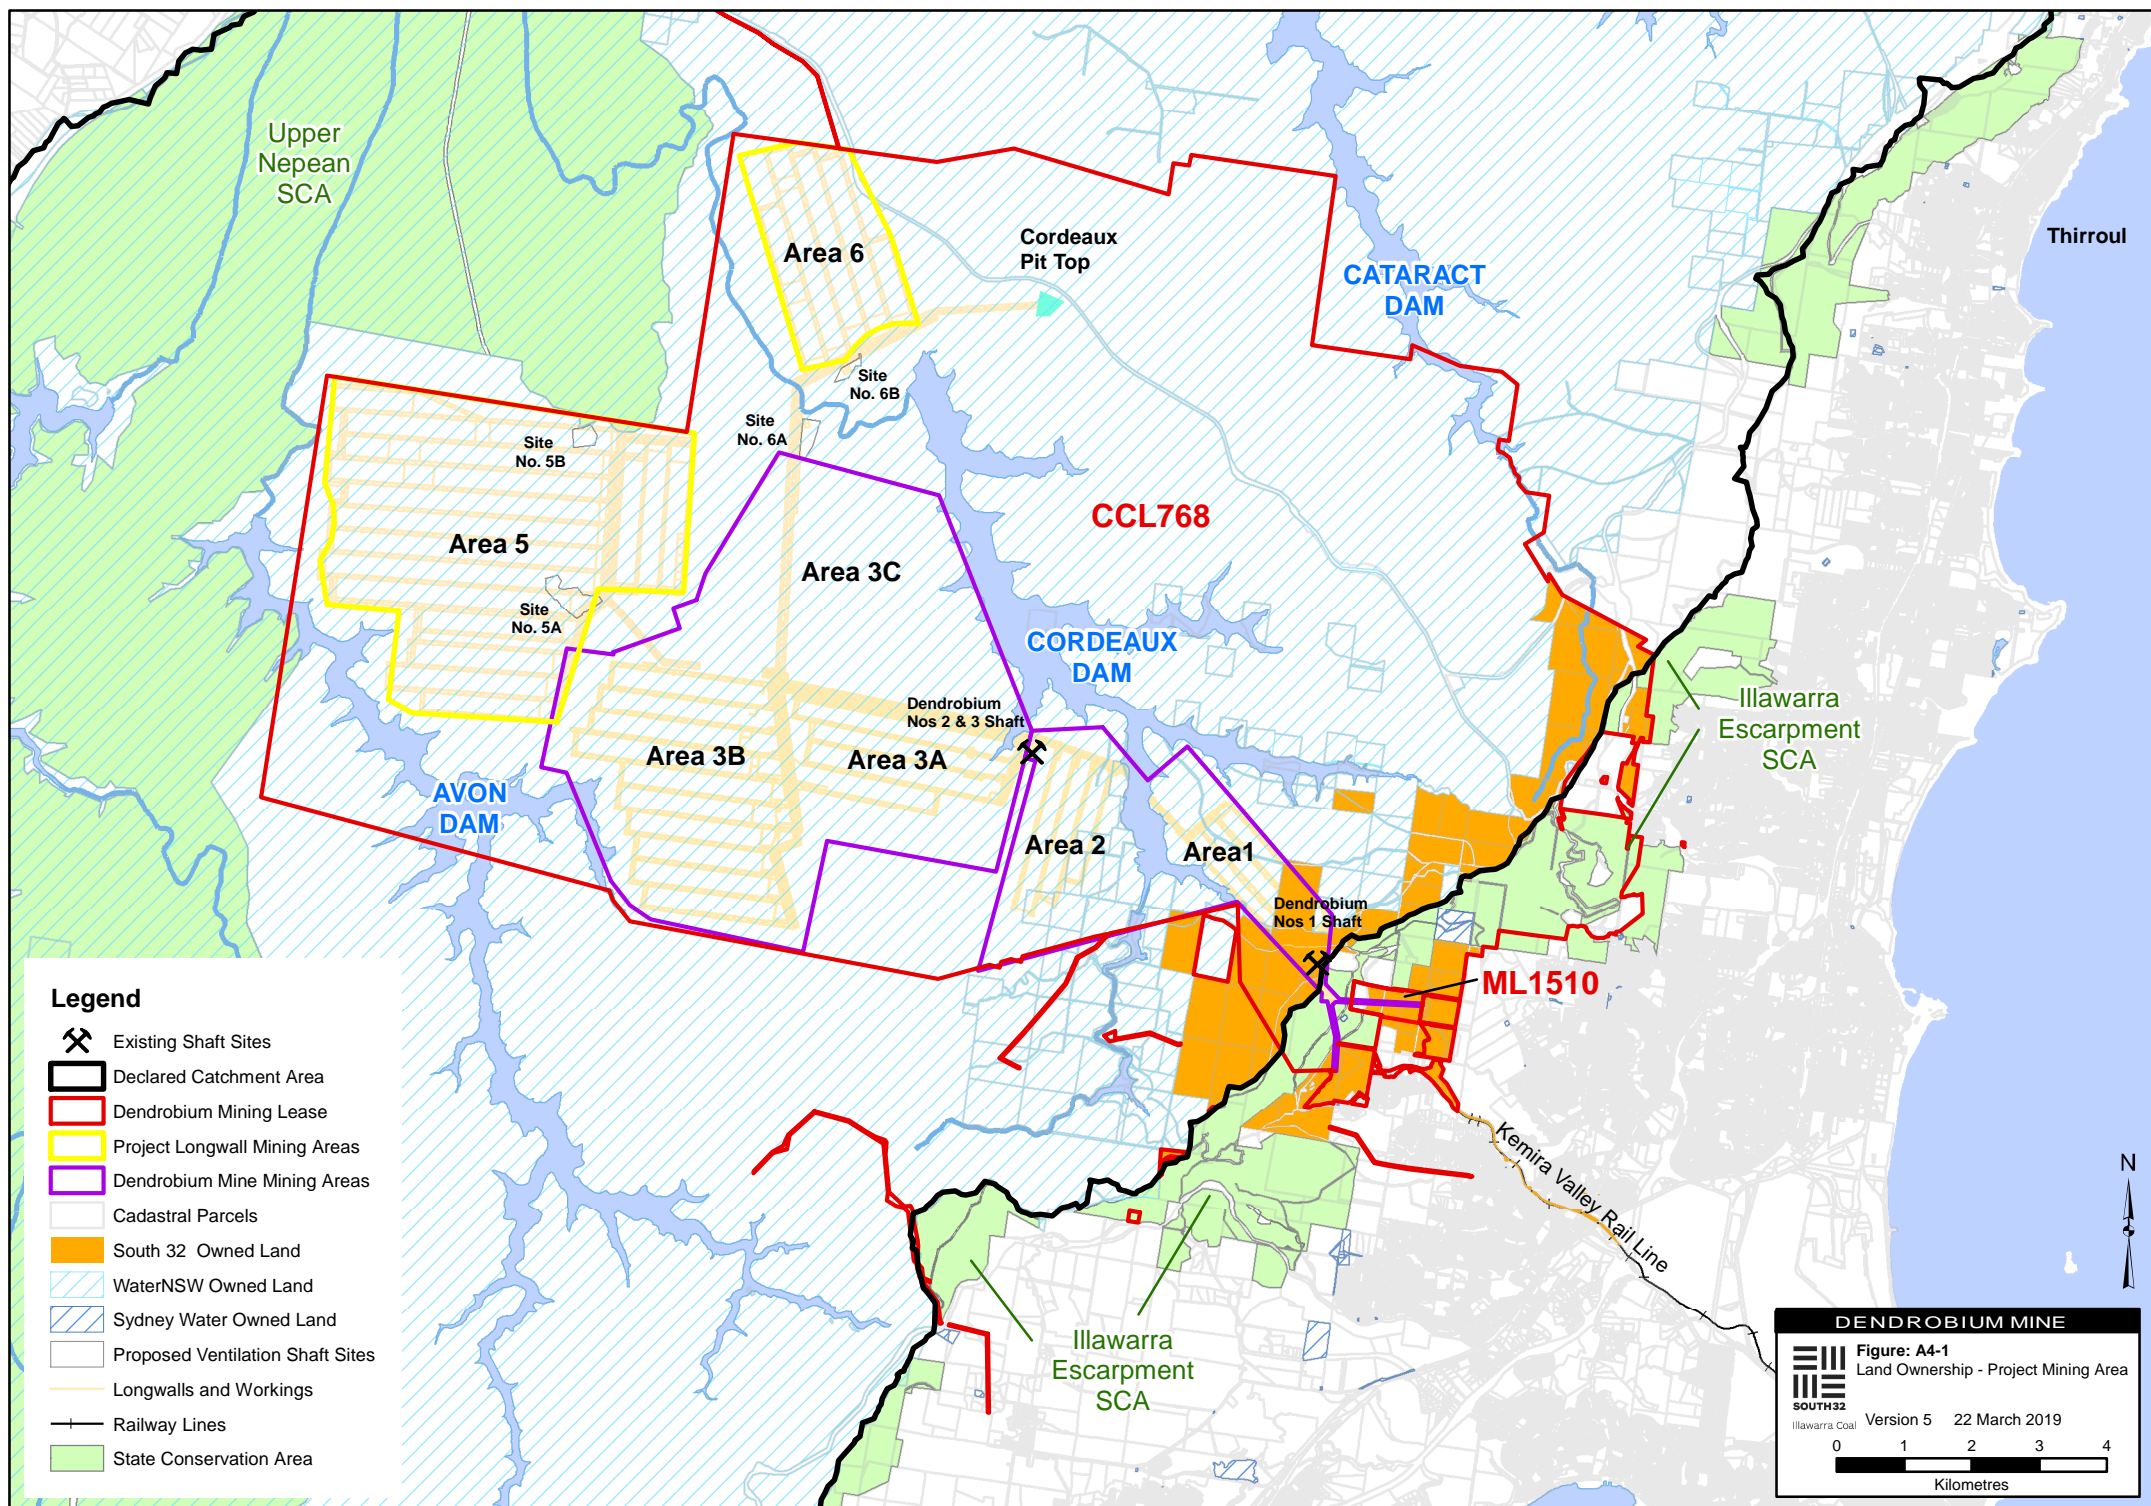 Upper
Nepean
SCA
Thirroul
Cordeaux
Pit Top
Area 6
CATARACT
DAM
Site
No. 6B
Site
No. 6A
Site
No. 5B
CCL768
Area 5
Area 3C
Site
No. 5A
CORDEAUX
DAM
Illawarra
Escarpment
SCA
Dendrobium
Nos 2 & 3 Shaft
Area 3B
Area 3A
AVON
DAM
Area 2
Area1
Dendrobium
Nos 1 Shaft
ML1510
Kemira Valley Rail Line
Illawarra
Escarpment
SCA
N
Legend
Existing Shaft Sites
Declared Catchment Area
Dendrobium Mining Lease
Project Longwall Mining Areas
Dendrobium Mine Mining Areas
Cadastral Parcels
South 32 Owned Land
WaterNSW Owned Land
Sydney Water Owned Land
Proposed Ventilation Shaft Sites
Longwalls and Workings
Railway Lines
State Conservation Area
DENDROBIUM MINE
Figure: A4-1
Land Ownership - Project Mining Area
SOUTH32
Illawarra Coal
Version 5 22 March 2019
0 1 2 3 4
Kilometres